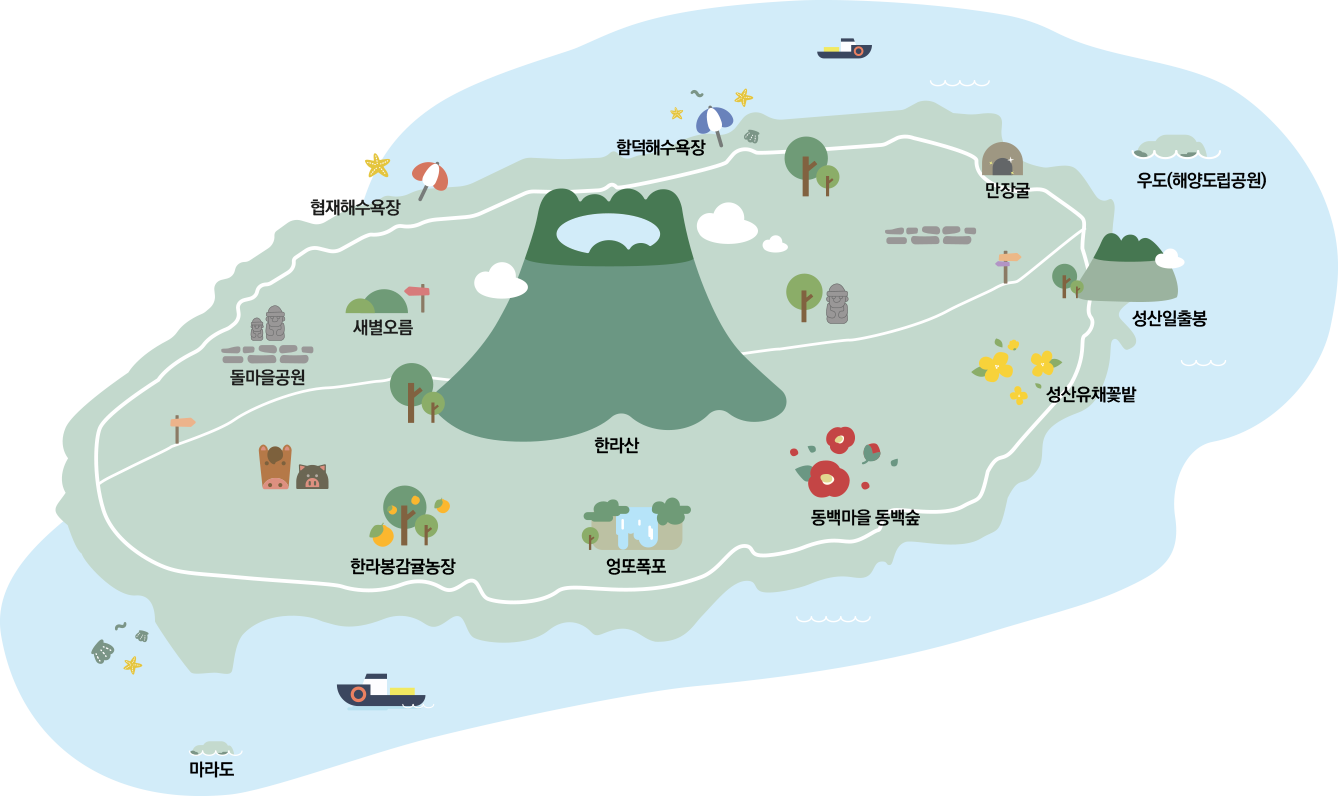 함덕해수욕장
우도(해양도립공원)
만장굴
협재해수욕장
성산일출봉
새별오름
돌마을공원
성산유채꽃밭
한라산
동백마을 동백숲
한라봉감귤농장
엉또폭포
마라도